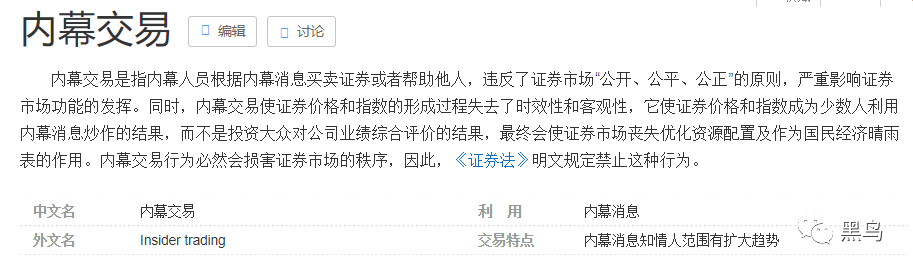 内幕交易 编辑 讨论
内幕交易是指内幕人员根据内幕消息买卖证券或者帮助他人，违反了证券市场“公开、公平、公正”的原则，严重影响证券
市场功能的发挥。同时，内幕交易使证券价格和指数的形成过程失去了时效性和客观性，它使证券价格和指数成为少数人利用
内幕消息炒作的结果，而不是投资大众对公司业绩综合评价的结果，最终会使证券市场丧失优化资源配置及作为国民经济晴雨
表的作用。内幕交易行为必然会损害证券市场的秩序，因此，《证券法》明文规定禁止这种行为。
中文名 内幕交易 利 用 内幕消息
外文名 Insider trading 交易特点 内幕消息知情人范围有扩大趋势
黑鸟